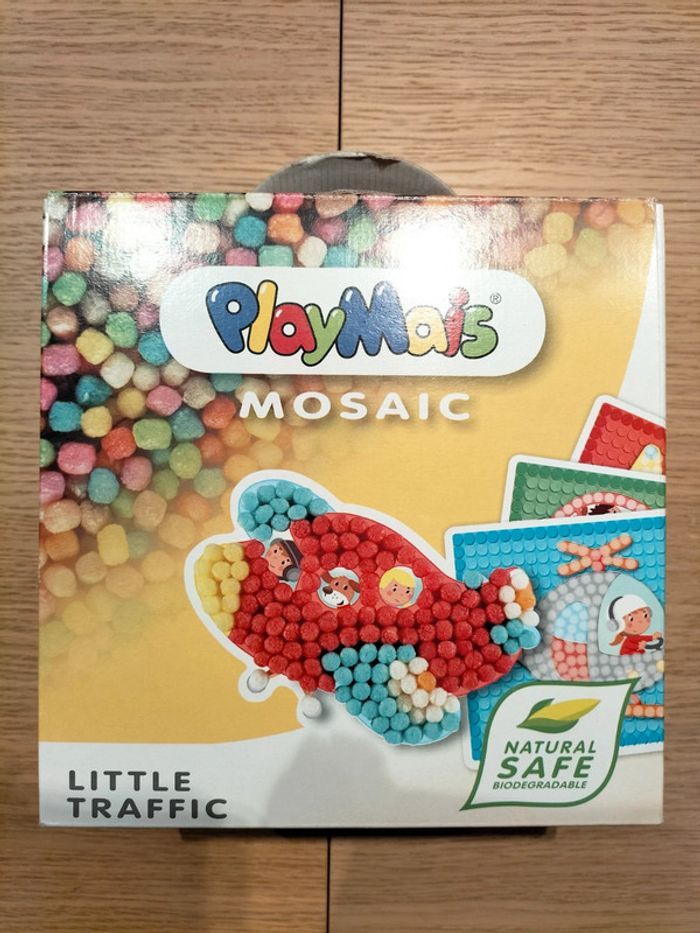 PlayMais®
MOSAIC
NATURAL
SAFE
BIODEGRADABLE
LITTLE
TRAFFIC